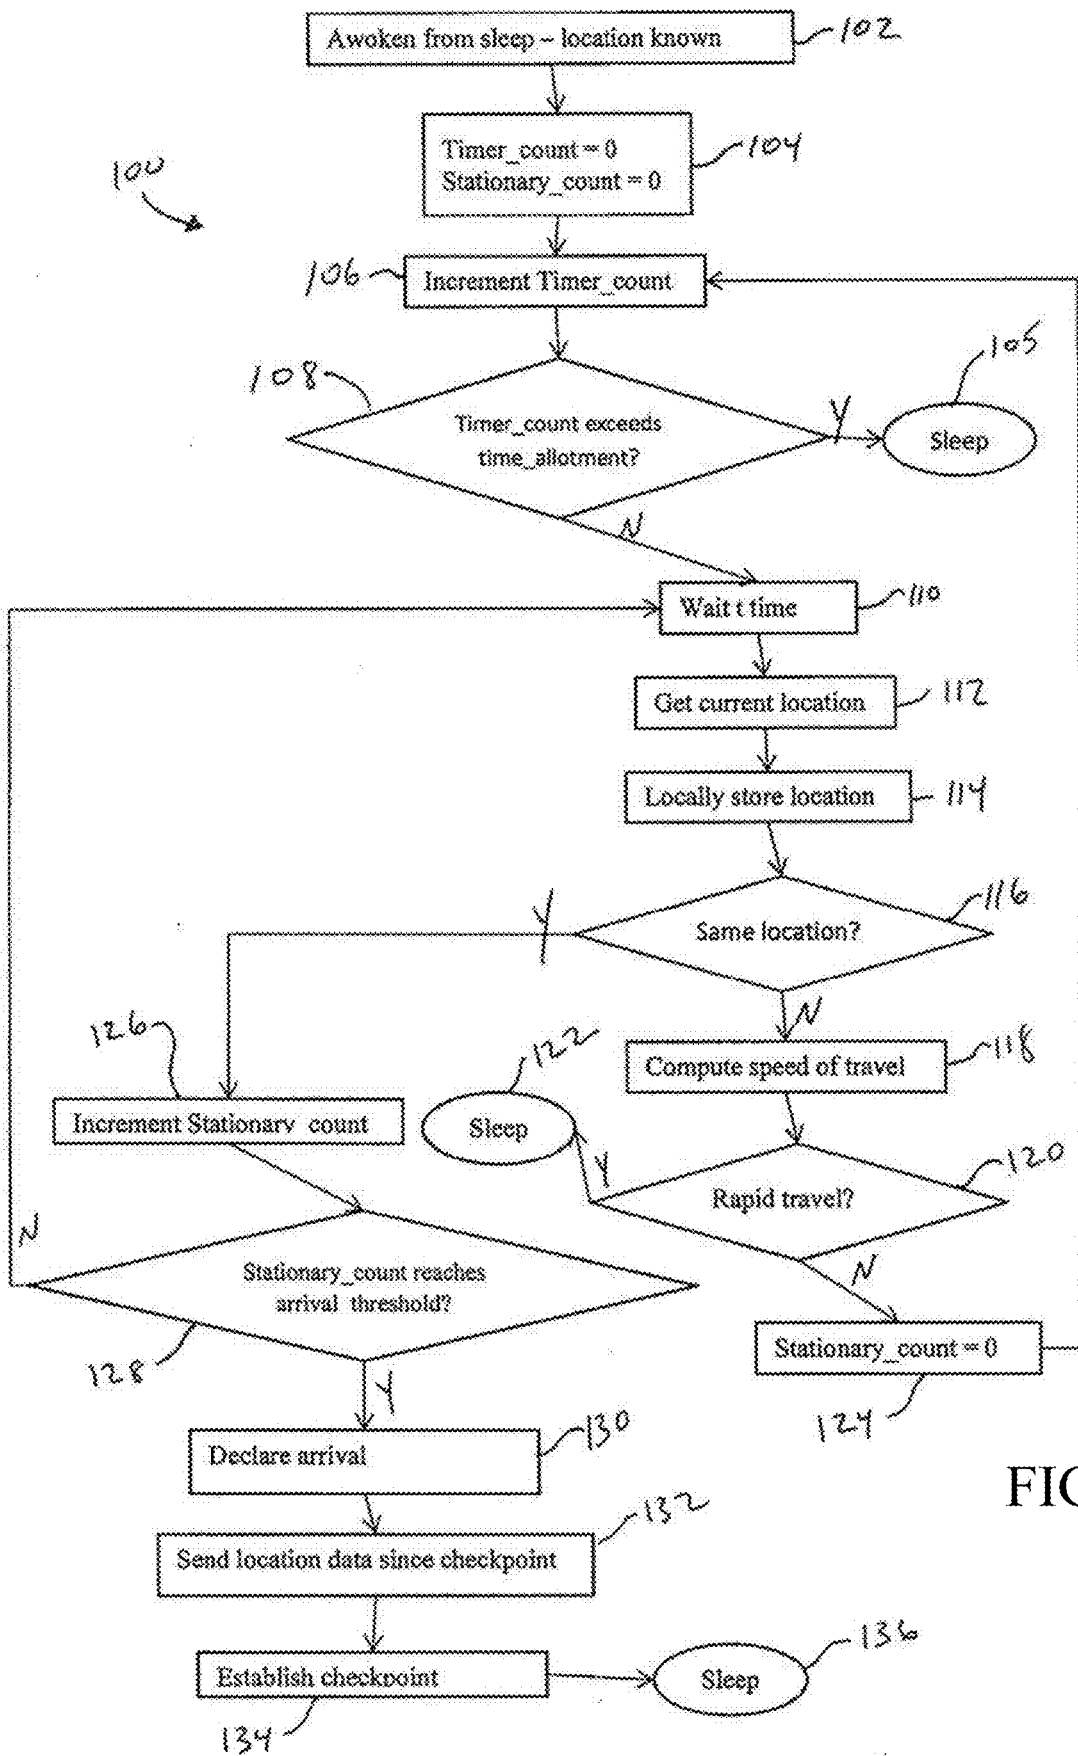 Awoken from sleep – location known
102
Timer_count = 0
Stationary_count = 0
104
100
106
Increment Timer_count
105
108
Timer_count exceeds
time_allotment?
Y
Sleep
N
Wait t time
110
Get current location
112
Locally store location
114
116
Same location?
Y
N
126
122
Compute speed of travel
118
Increment Stationary_count
Sleep
Y
120
Rapid travel?
N
N
Stationary_count reaches
arrival_threshold?
Stationary_count = 0
128
Y
124
Declare arrival
130
FIG
132
Send location data since checkpoint
136
Establish checkpoint
Sleep
134